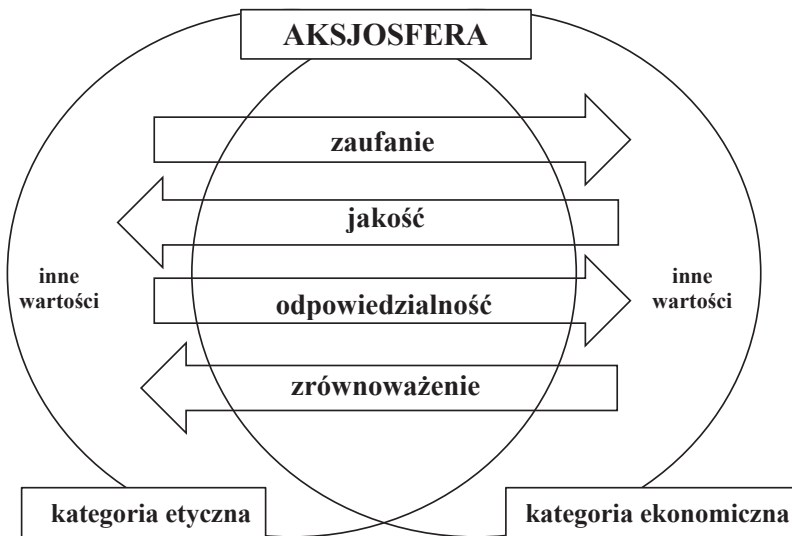 AKSJOSFERA
zaufanie
jakość
inne
wartości
odpowiedzialność
inne
wartości
zrównoważenie
kategoria etyczna
kategoria ekonomiczna